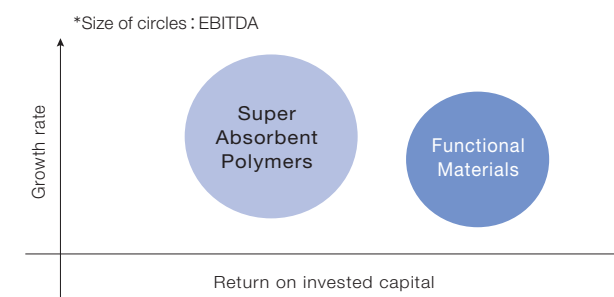 *Size of circles：EBITDA
Growth rate
Super
Absorbent
Polymers
Functional
Materials
Return on invested capital